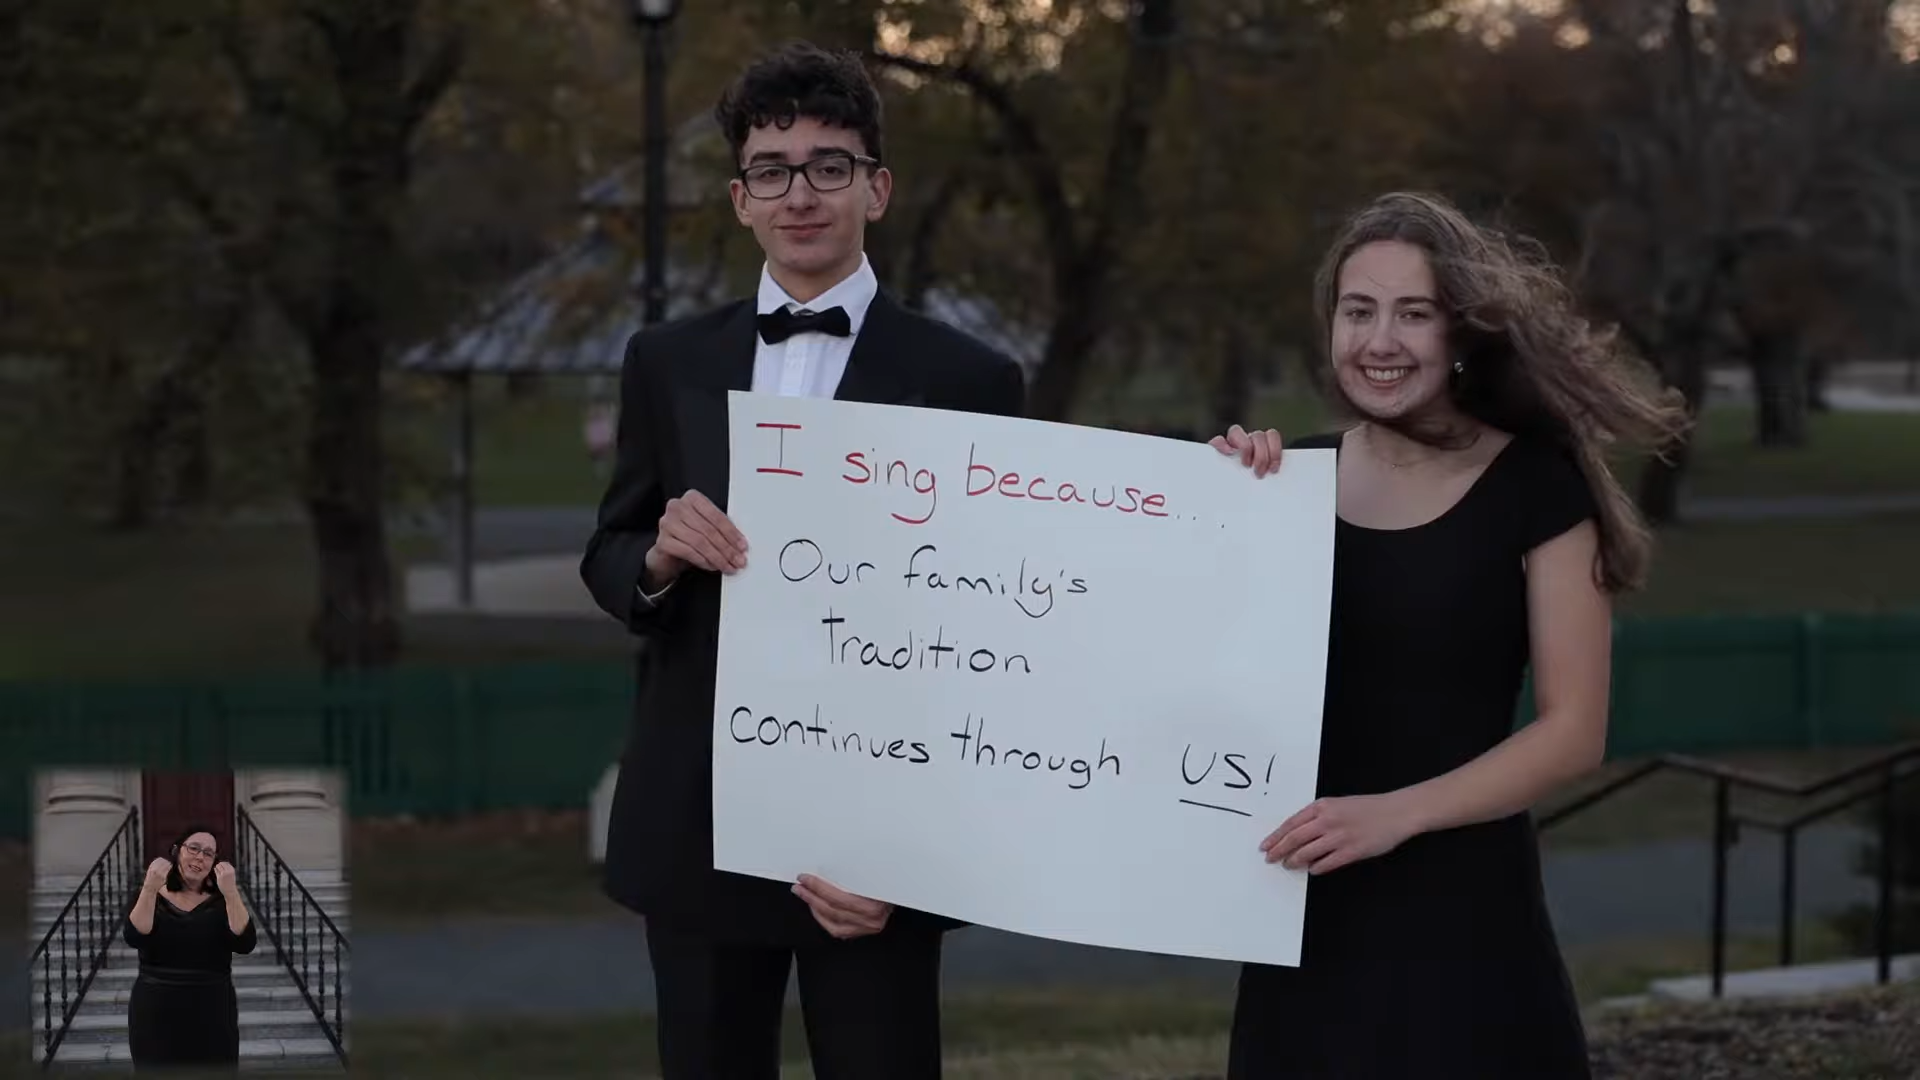 I sing because...
Our family's
Tradition
continues through US!